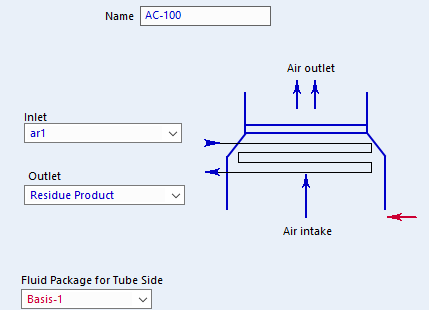 Name AC-100
Air outlet
Inlet
ar1
Outlet
Residue Product
Air intake
Fluid Package for Tube Side
Basis-1